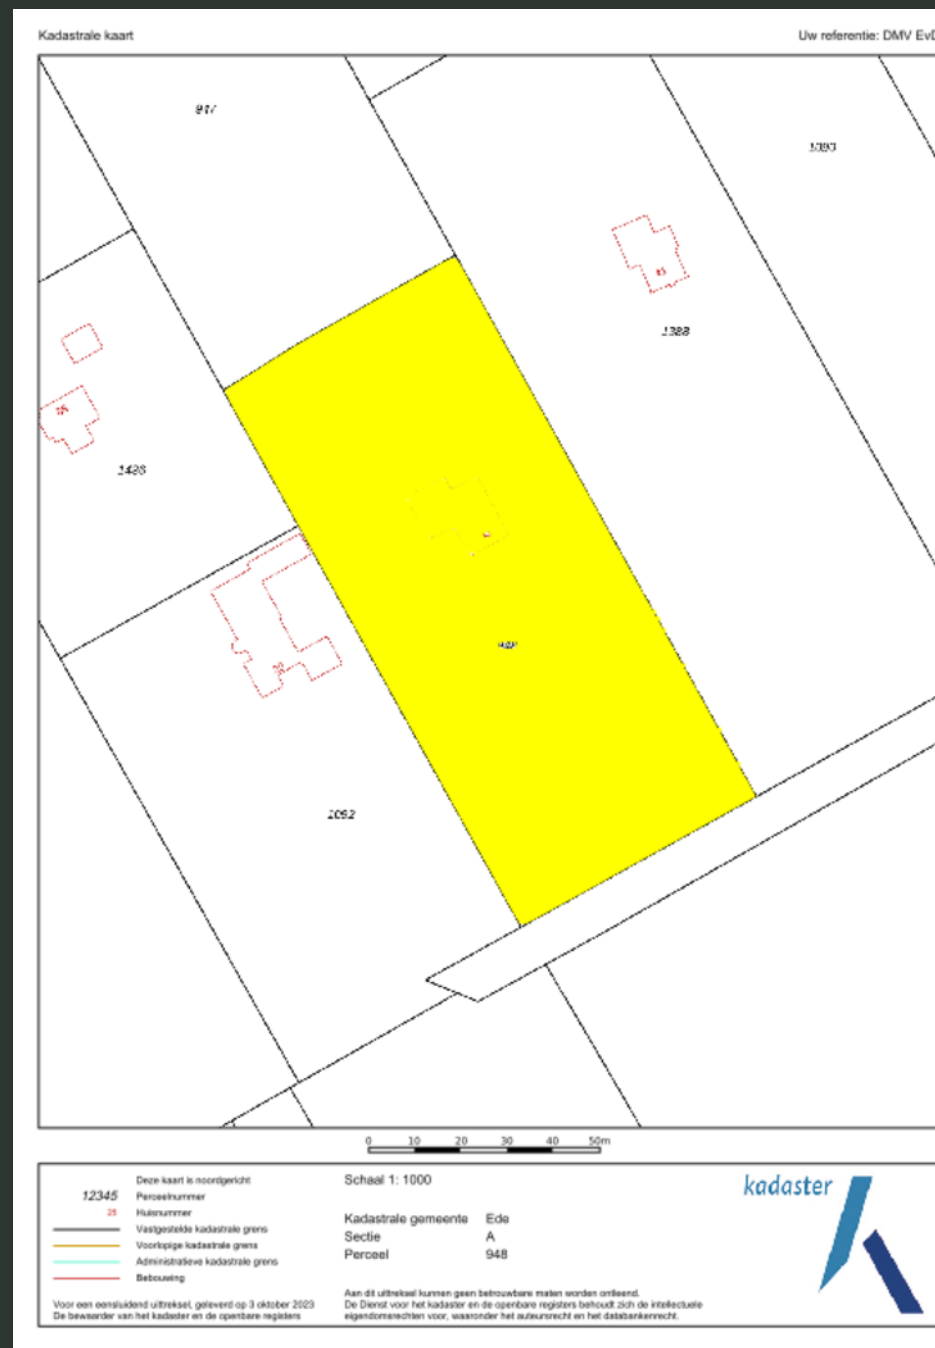 Kadastrale kaart
Uw referentie: DMV EvD
947
1393
1388
1092
0 10 20 30 40 50m
Deze kaart is noordgericht
12345 Perceelnummer
25 Huisnummer
Vastgestelde kadastrale grens
Voorlopige kadastrale grens
Administratieve kadastrale grens
Bebouwing
Voor een eensluidend uittreksel, geleverd op 3 oktober 2023
De bewaarder van het kadaster en de openbare registers
Schaal 1: 1000
Kadastrale gemeente Ede
Sectie A
Perceel 948
Aan dit uittreksel kunnen geen betrouwbare maten worden ontleend.
De Dienst voor het kadaster en de openbare registers behoudt zich de intellectuele
eigendomsrechten voor, waaronder het auteursrecht en het databankenrecht.
kadaster